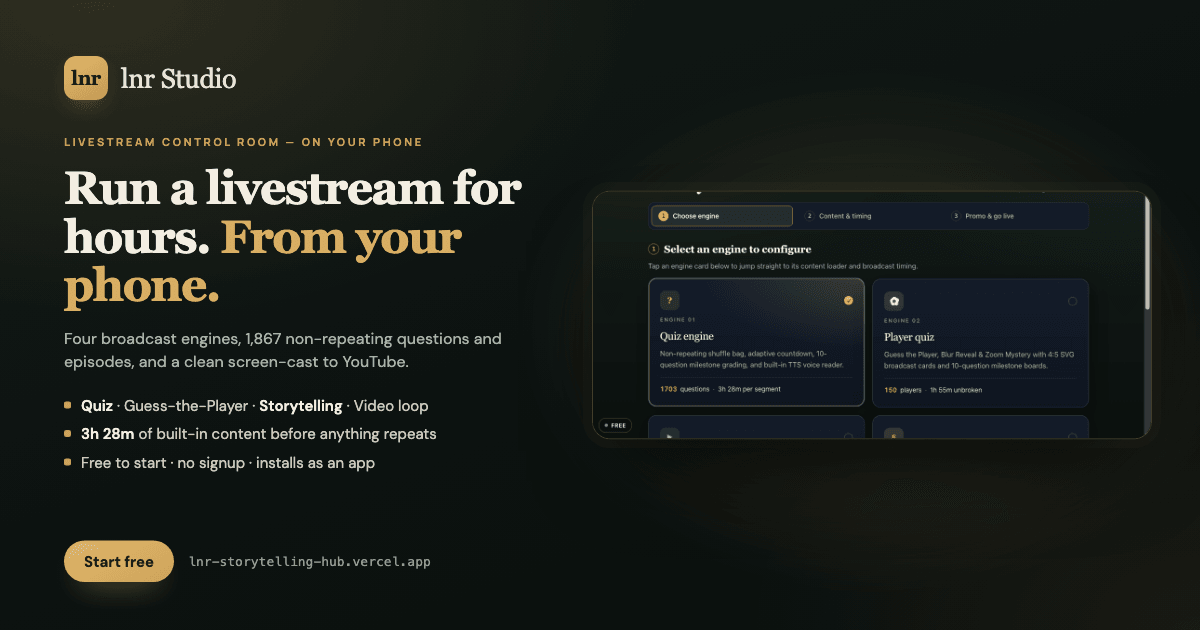 lnr
lnr Studio
LIVESTREAM CONTROL ROOM — ON YOUR PHONE
Run a livestream for
hours. From your
phone.
Four broadcast engines, 1,867 non-repeating questions and
episodes, and a clean screen-cast to YouTube.
Quiz · Guess-the-Player · Storytelling · Video loop
3h 28m of built-in content before anything repeats
Free to start · no signup · installs as an app
Start free
lnr-storytelling-hub.vercel.app
1 Choose engine
2 Content & timing
3 Promo & go live
1 Select an engine to configure
Tap an engine card below to jump straight to its content loader and broadcast timing.
?
ENGINE 01
Quiz engine
Non-repeating shuffle bag, adaptive countdown, 10-
question milestone grading, and built-in TTS voice reader.
1703 questions · 3h 28m per segment
ENGINE 02
Player quiz
Guess the Player, Blur Reveal & Zoom Mystery with 4:5 SVG
broadcast cards and 10-question milestone boards.
150 players · 1h 55m unbroken
FREE